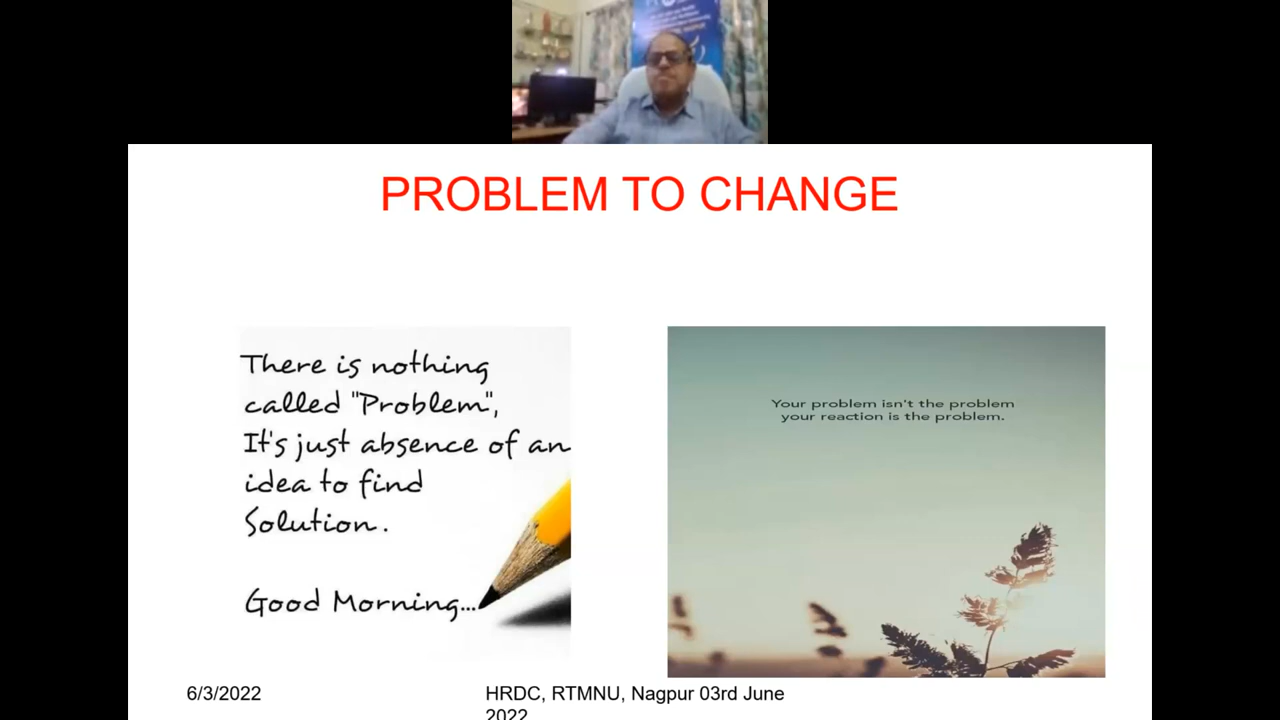 PROBLEM TO CHANGE
There is nothing
called "Problem",
It's just absence of an
idea to find
Solution.
Good Morning...
Your problem isn't the problem
your reaction is the problem.
6/3/2022
HRDC, RTMNU, Nagpur 03rd June
2022